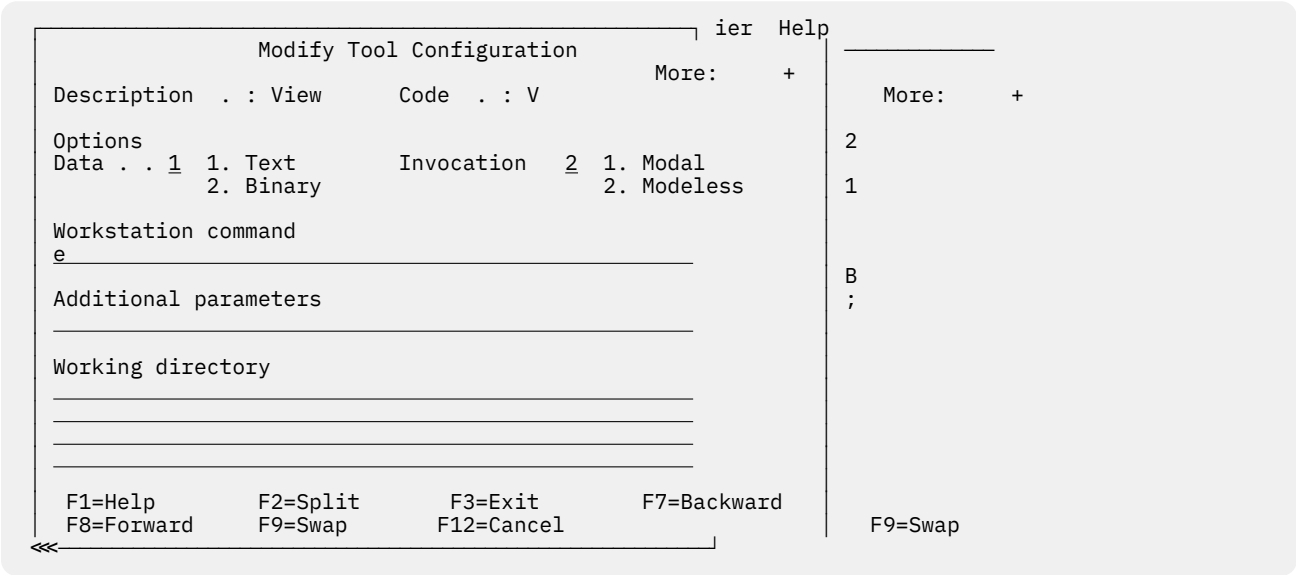 ier  Help
Modify Tool Configuration
More:     +
Description  . : View      Code  . : V      More:     +
Options      2
Data . . 1  1. Text      Invocation   2  1. Modal
2. Binary      2. Modeless      1
Workstation command
e
B
Additional parameters      ;
Working directory
F1=Help        F2=Split       F3=Exit        F7=Backward
F8=Forward     F9=Swap       F12=Cancel      F9=Swap
<<<